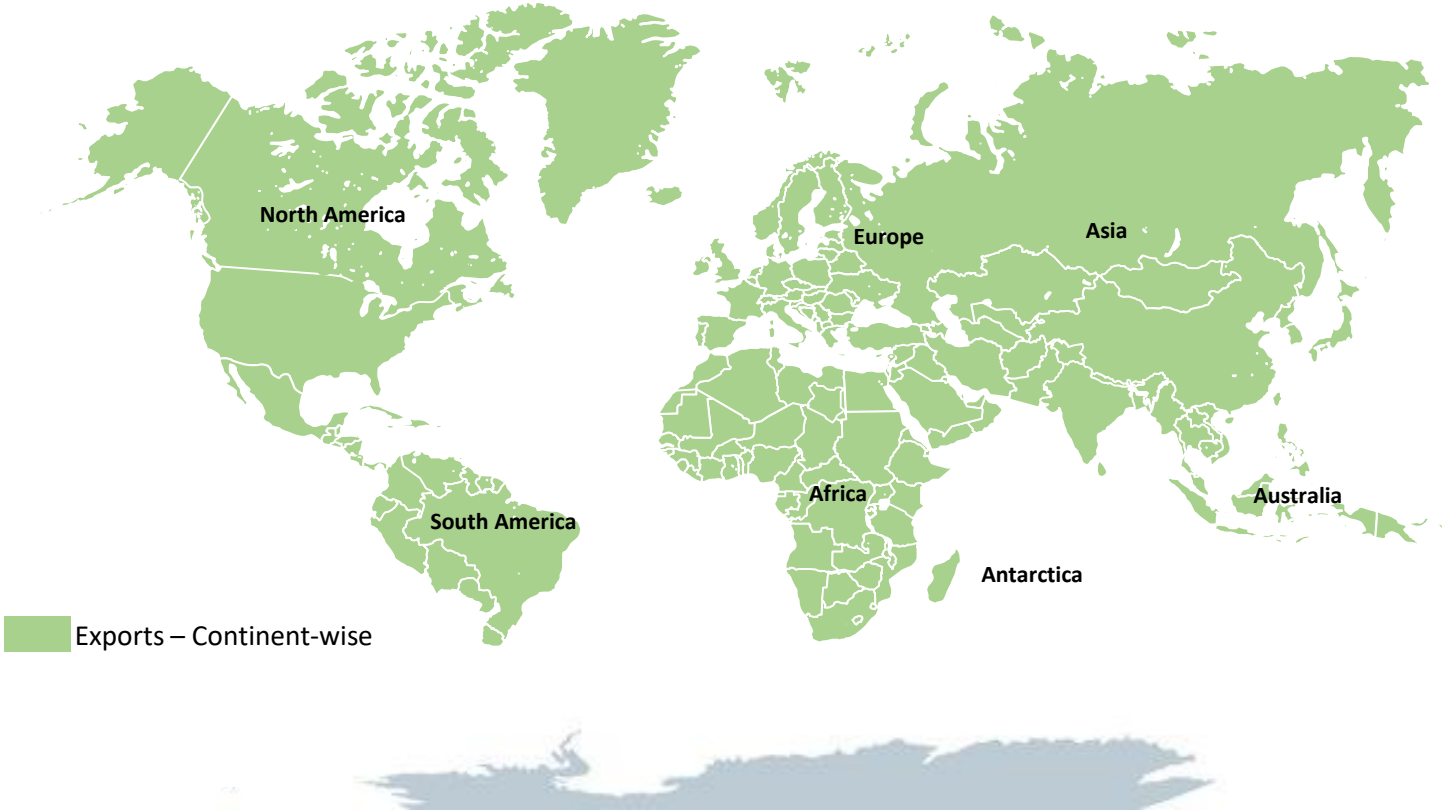 North America
Europe
Asia
Africa
Australia
South America
Antarctica
Exports – Continent-wise